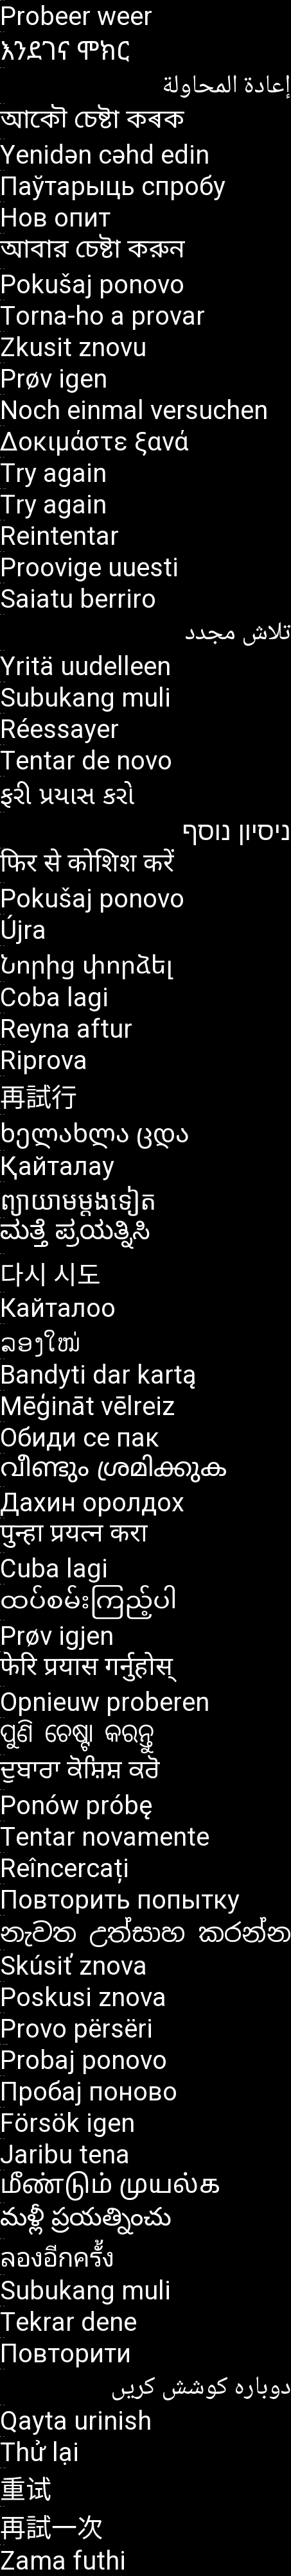 Probeer weer
እንደገና ሞክር
إعادة المحاولة
আকৌ চেষ্টা কৰক
Yenidən cəhd edin
Паўтарыць спробу
Нов опит
আবার চেষ্টা করুন
Pokušaj ponovo
Torna-ho a provar
Zkusit znovu
Prøv igen
Noch einmal versuchen
Δοκιμάστε ξανά
Try again
Try again
Reintentar
Proovige uuesti
Saiatu berriro
تلاش مجدد
Yritä uudelleen
Subukang muli
Réessayer
Tentar de novo
ફરી પ્રયાસ કરો
ניסיון נוסף
फिर से कोशिश करें
Pokušaj ponovo
Újra
Նորից փորձել
Coba lagi
Reyna aftur
Riprova
再試行
ხელახლა ცდა
Қайталау
ព្យាយាមម្ដងទៀត
ಮತ್ತೆ ಪ್ರಯತ್ನಿಸಿ
다시 시도
Кайталоо
ລອງໃໝ່
Bandyti dar kartą
Mēģināt vēlreiz
Обиди се пак
വീണ്ടും ശ്രമിക്കുക
Дахин оролдох
पुन्हा प्रयत्न करा
Cuba lagi
ထပ်စမ်းကြည့်ပါ
Prøv igjen
फेरि प्रयास गर्नुहोस्
Opnieuw proberen
ପୁଣି ଚେଷ୍ଟା କରନ୍ତୁ
ਦੁਬਾਰਾ ਕੋਸ਼ਿਸ਼ ਕਰੋ
Ponów próbę
Tentar novamente
Reîncercați
Повторить попытку
නැවත උත්සාහ කරන්න
Skúsiť znova
Poskusi znova
Provo përsëri
Probaj ponovo
Пробај поново
Försök igen
Jaribu tena
மீண்டும் முயல்க
మళ్లీ ప్రయత్నించు
ลองอีกครั้ง
Subukang muli
Tekrar dene
Повторити
دوبارہ کوشش کریں
Qayta urinish
Thử lại
重试
再試一次
Zama futhi